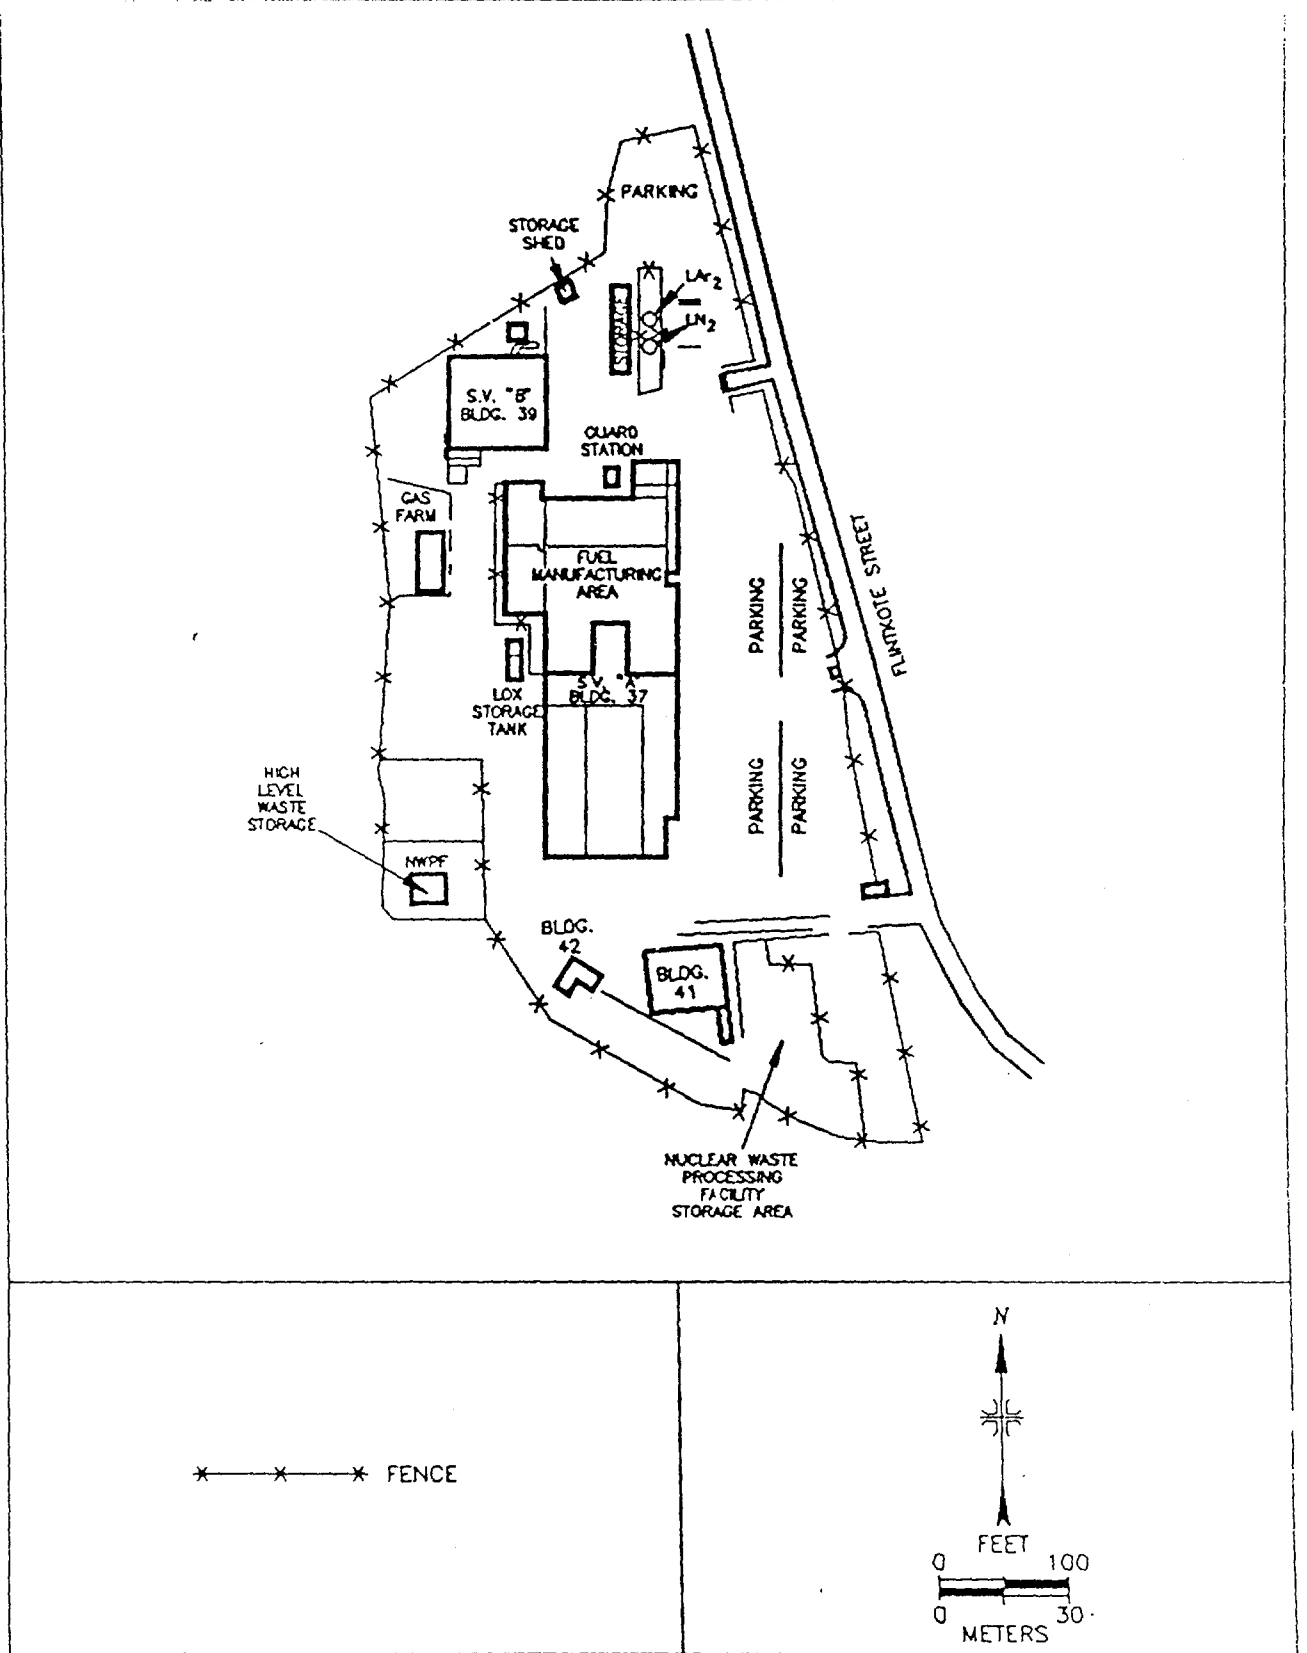 PARKING
STORAGE
SHED
LAr2
LN2
STORAGE
S.V. "B"
BLDG. 39
GUARD
STATION
GAS
FARM
FUEL
MANUFACTURING
AREA
FLINTKOTE STREET
PARKING
PARKING
S.V. "A"
BLDG. 37
LOX
STORAGE
TANK
PARKING
PARKING
HIGH
LEVEL
WASTE
STORAGE
NWPF
BLDG.
42
BLDG.
41
NUCLEAR WASTE
PROCESSING
FACILITY
STORAGE AREA
FENCE
N
FEET
0 100
0 30
METERS